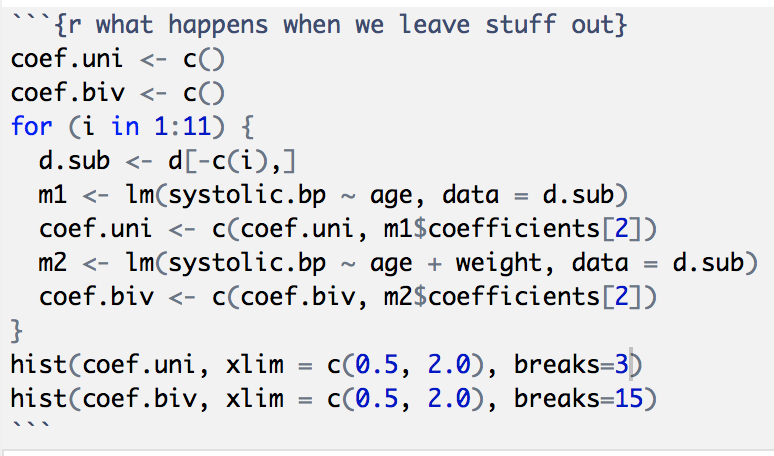 ```{r what happens when we leave stuff out}
coef.uni <- c()
coef.biv <- c()
for (i in 1:11) {
  d.sub <- d[-c(i),]
  m1 <- lm(systolic.bp ~ age, data = d.sub)
  coef.uni <- c(coef.uni, m1$coefficients[2])
  m2 <- lm(systolic.bp ~ age + weight, data = d.sub)
  coef.biv <- c(coef.biv, m2$coefficients[2])
}
hist(coef.uni, xlim = c(0.5, 2.0), breaks=3)
hist(coef.biv, xlim = c(0.5, 2.0), breaks=15)
```